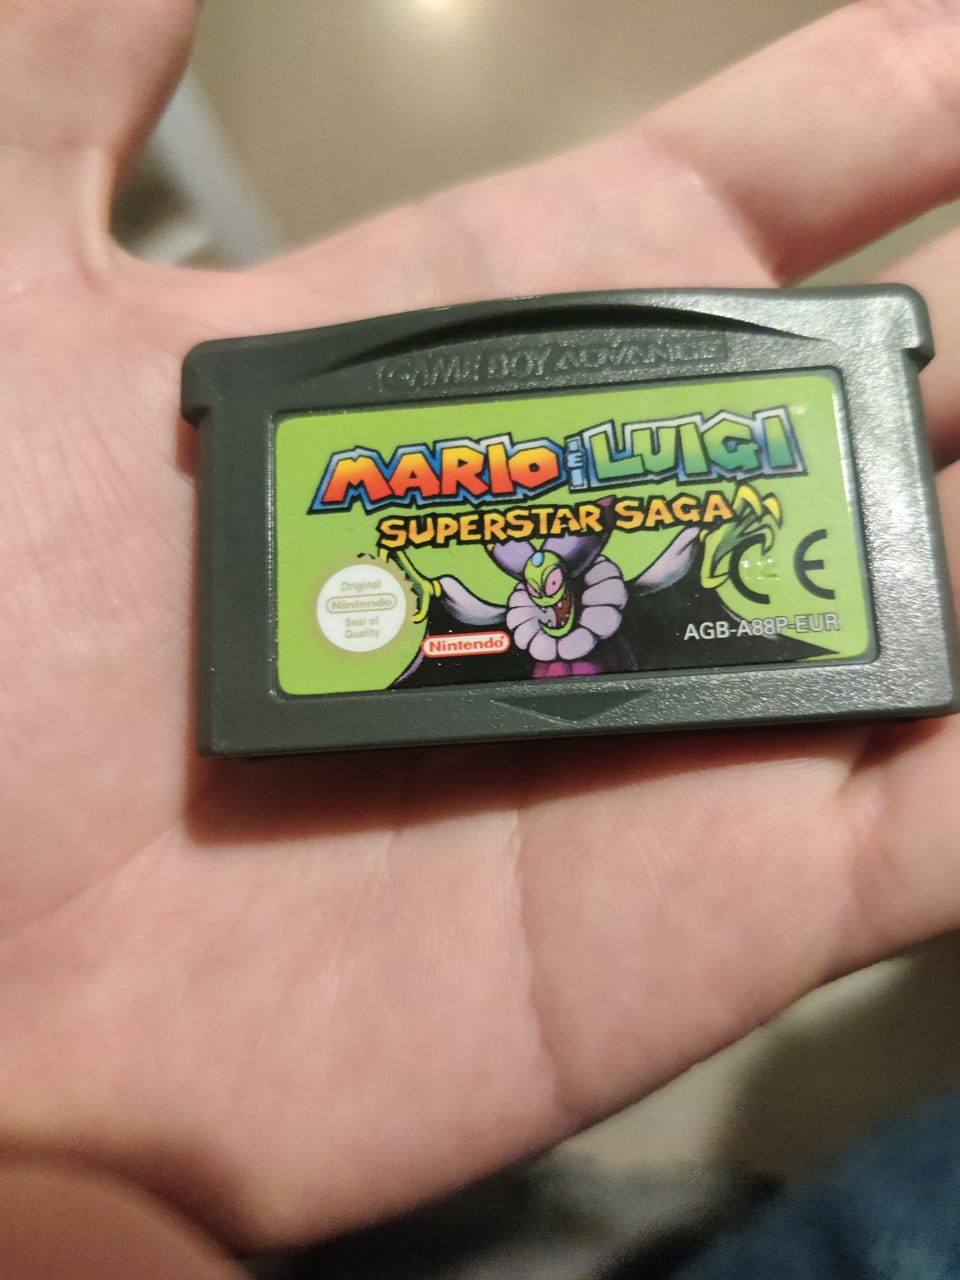 GAME BOY ADVANCE
MARIO & LUIGI
SUPERSTAR SAGA
CE
Original
Nintendo
Seal of
Quality
Nintendo
AGB-A88P-EUR